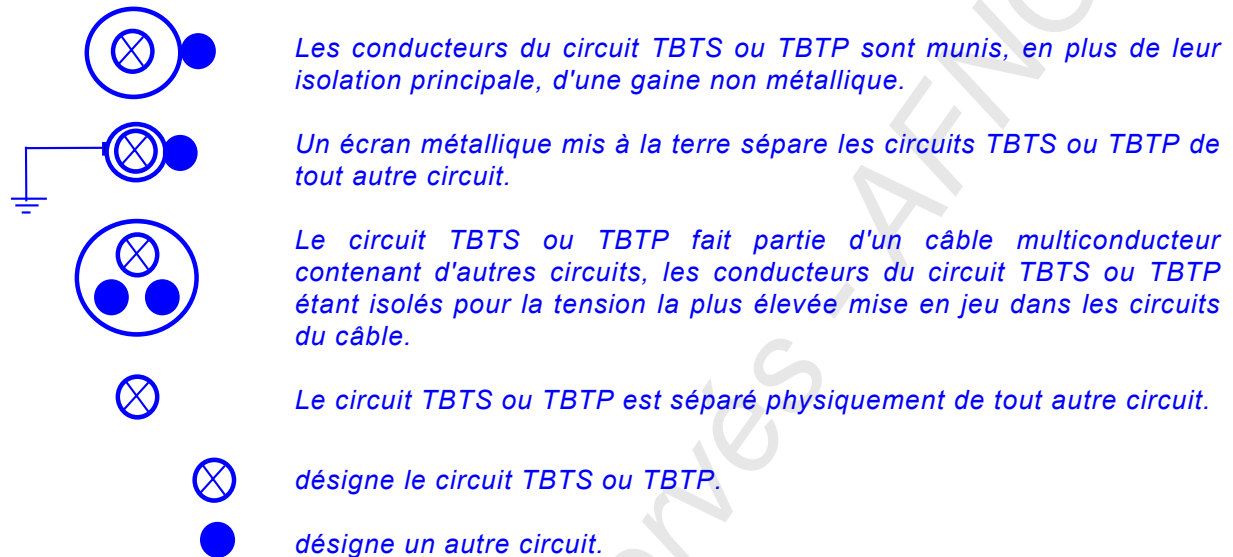 Les conducteurs du circuit TBTS ou TBTP sont munis, en plus de leur
isolation principale, d'une gaine non métallique.
Un écran métallique mis à la terre sépare les circuits TBTS ou TBTP de
tout autre circuit.
Le circuit TBTS ou TBTP fait partie d'un câble multiconducteur
contenant d'autres circuits, les conducteurs du circuit TBTS ou TBTP
étant isolés pour la tension la plus élevée mise en jeu dans les circuits
du câble.
Le circuit TBTS ou TBTP est séparé physiquement de tout autre circuit.
désigne le circuit TBTS ou TBTP.
désigne un autre circuit.